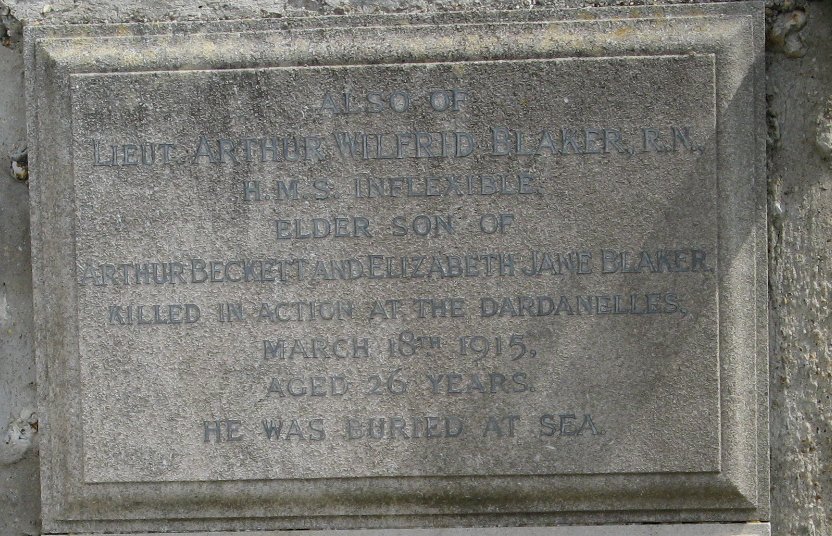 ALSO OF
LIEUT. ARTHUR WILFRID BLAKER, R.N.,
H.M.S. INFLEXIBLE.
ELDER SON OF
ARTHUR BECKETT AND ELIZABETH JANE BLAKER.
KILLED IN ACTION AT THE DARDANELLES,
MARCH 18TH 1915,
AGED 26 YEARS.
HE WAS BURIED AT SEA.